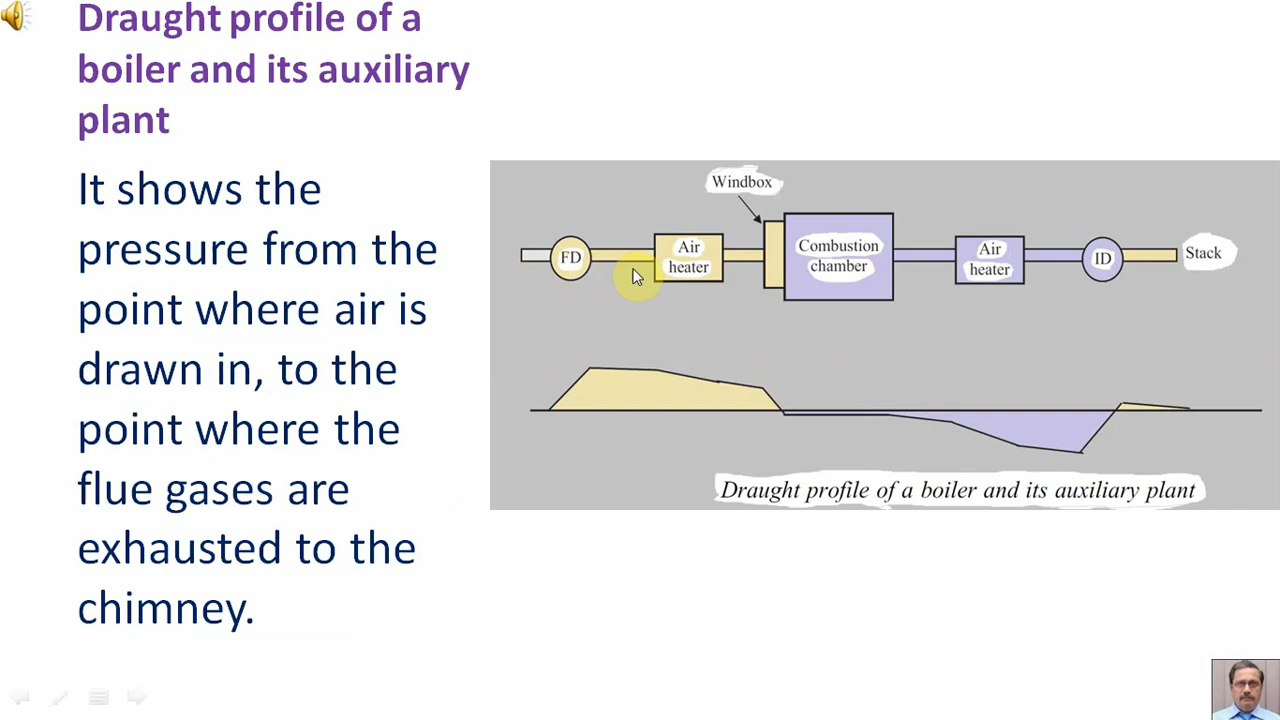 Draught profile of a
boiler and its auxiliary
plant
It shows the
pressure from the
point where air is
drawn in, to the
point where the
flue gases are
exhausted to the
chimney.
Windbox
FD
Air
heater
Combustion
chamber
Air
heater
ID
Stack
Draught profile of a boiler and its auxiliary plant